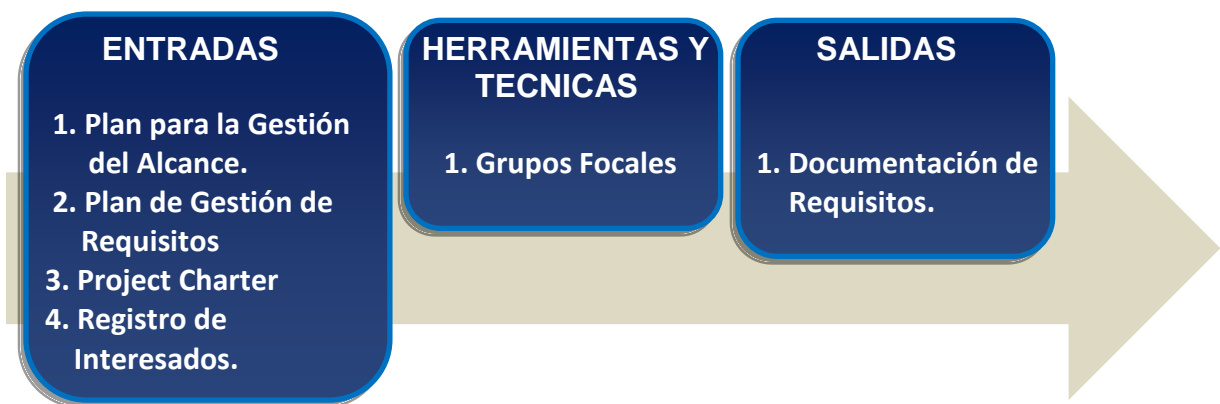 ENTRADAS
1. Plan para la Gestión
del Alcance.
2. Plan de Gestión de
Requisitos
3. Project Charter
4. Registro de
Interesados.
HERRAMIENTAS Y
TECNICAS
1. Grupos Focales
SALIDAS
1. Documentación de
Requisitos.